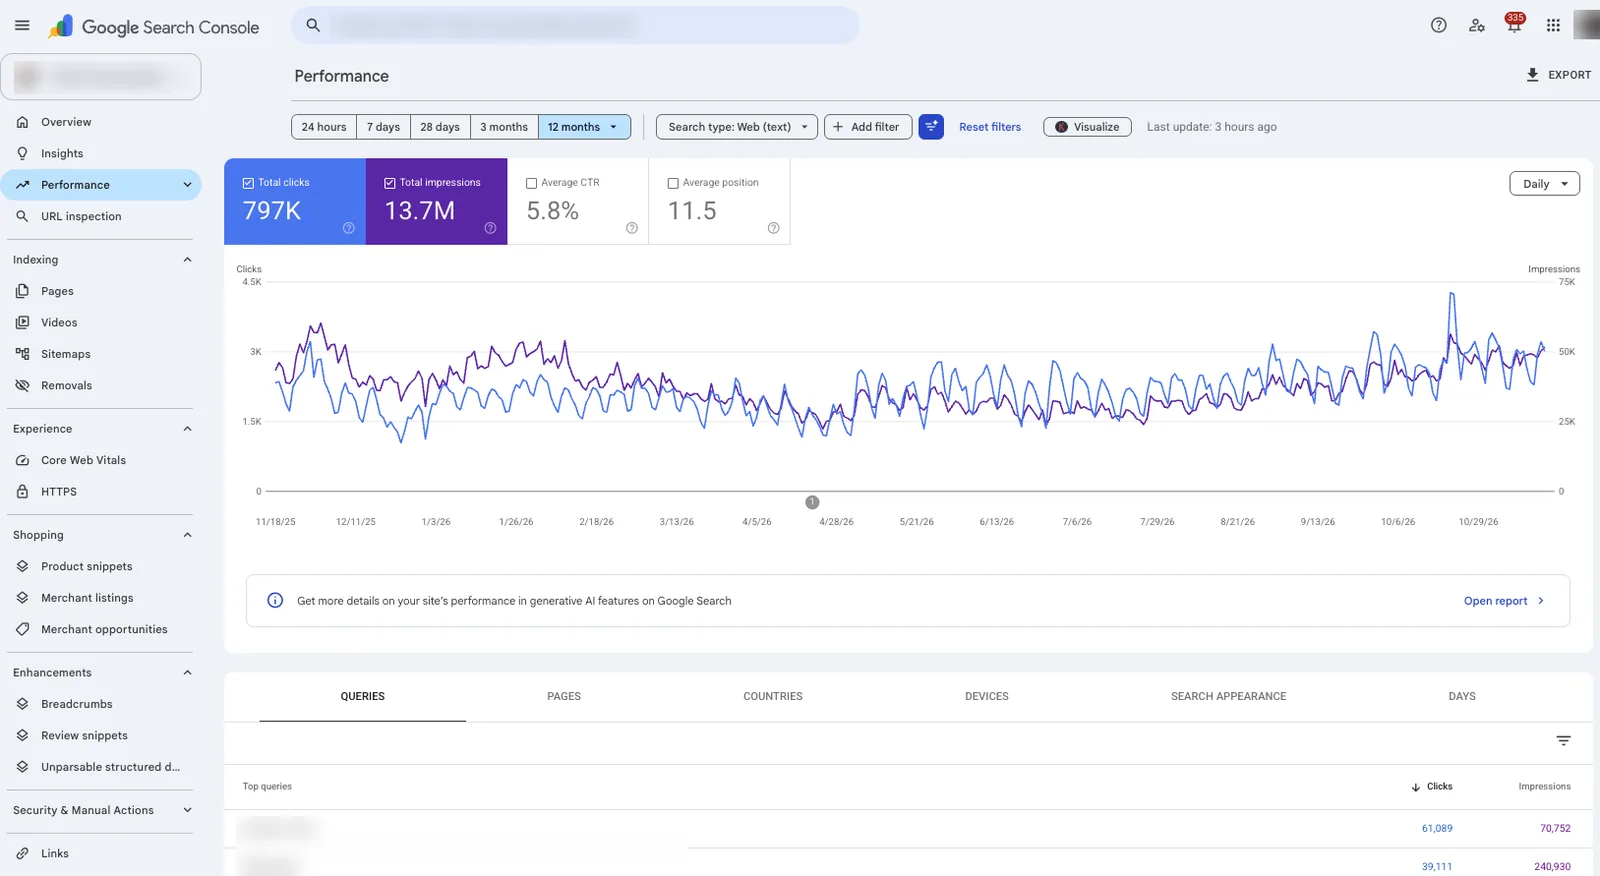 Google Search Console
335
Performance
EXPORT
24 hours 7 days 28 days 3 months 12 months
Search type: Web (text) Add filter Reset filters Visualize Last update: 3 hours ago
Overview
Insights
Performance
URL inspection
Indexing
Pages
Videos
Sitemaps
Removals
Experience
Core Web Vitals
HTTPS
Shopping
Product snippets
Merchant listings
Merchant opportunities
Enhancements
Breadcrumbs
Review snippets
Unparsable structured d...
Security & Manual Actions
Links
Total clicks
797K
Total impressions
13.7M
Average CTR
5.8%
Average position
11.5
Daily
Clicks Impressions
4.5K 75K
3K 50K
1.5K 25K
0 0
1
11/18/25 12/11/25 1/3/26 1/26/26 2/18/26 3/13/26 4/5/26 4/28/26 5/21/26 6/13/26 7/6/26 7/29/26 8/21/26 9/13/26 10/6/26 10/29/26
Get more details on your site's performance in generative AI features on Google Search Open report
QUERIES PAGES COUNTRIES DEVICES SEARCH APPEARANCE DAYS
Top queries Clicks Impressions
61,089 70,752
39,111 240,930